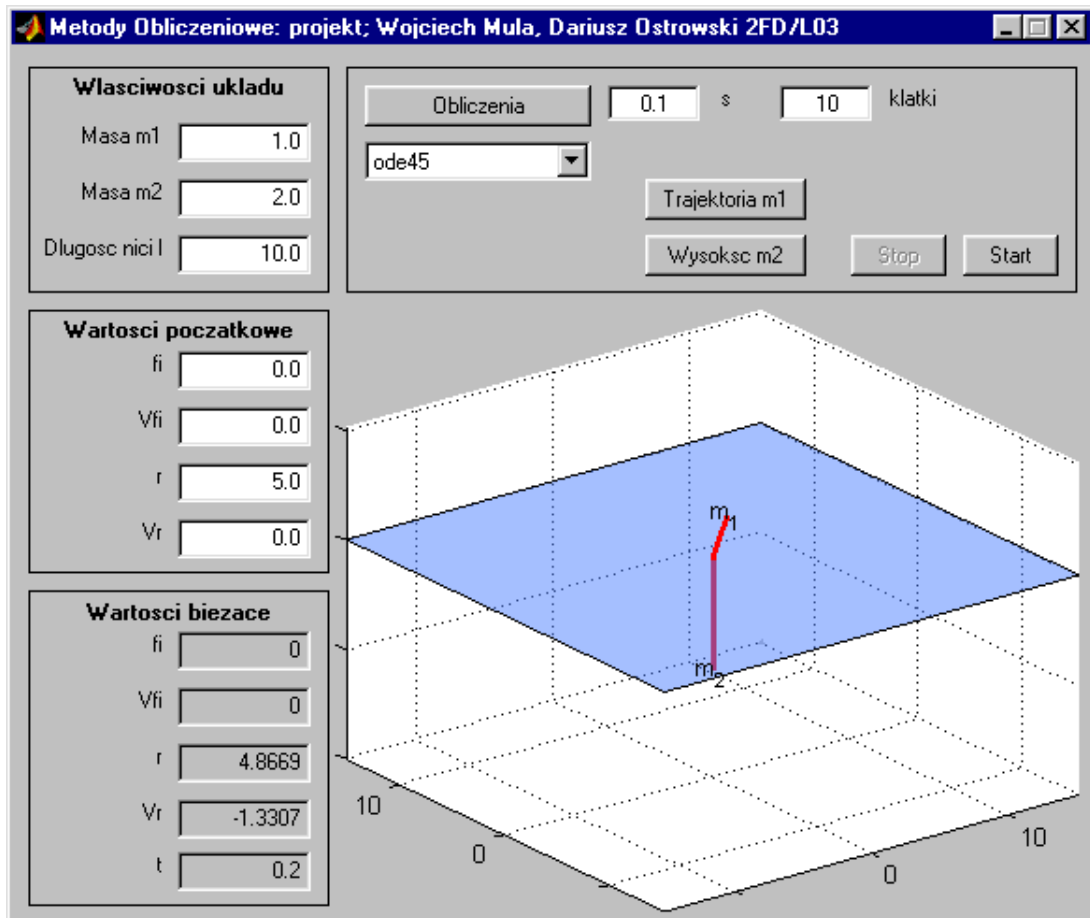 Metody Obliczeniowe: projekt; Wojciech Mula, Dariusz Ostrowski 2FD/L03
Wlasciwosci ukladu
Masa m1 1.0
Masa m2 2.0
Dlugosc nici l 10.0
Obliczenia 0.1 s 10 klatki
ode45
Trajektoria m1
Wysoksc m2 Stop Start
Wartosci poczatkowe
fi 0.0
Vfi 0.0
r 5.0
Vr 0.0
Wartosci biezace
fi 0
Vfi 0
r 4.8669
Vr -1.3307
t 0.2
m1
m2
10
0
0
10